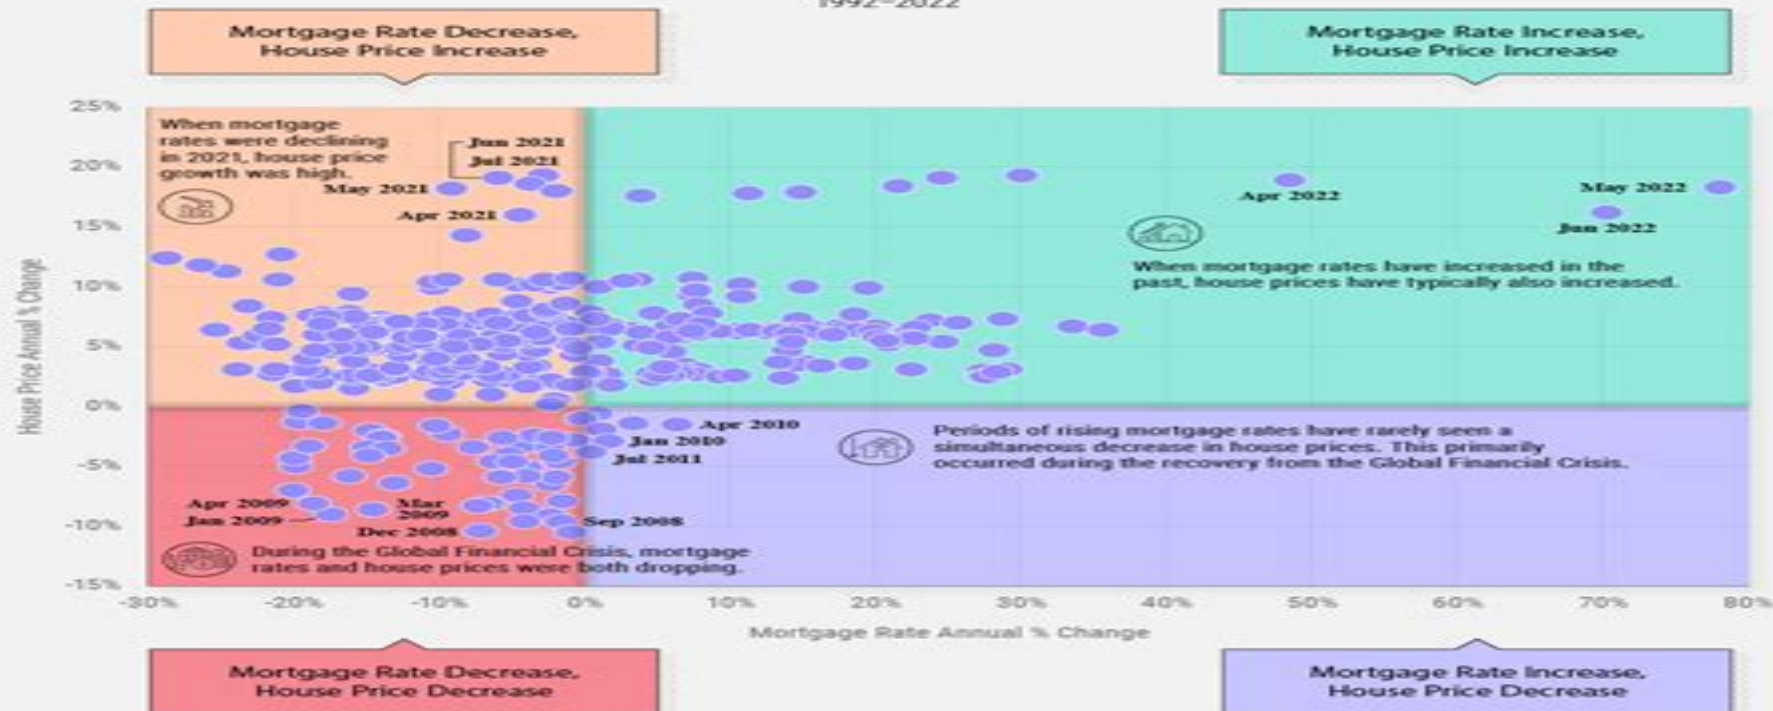 1992–2022
Mortgage Rate Decrease,
House Price Increase
Mortgage Rate Increase,
House Price Increase
25%
20%
15%
10%
5%
0%
-5%
-10%
-15%
House Price Annual % Change
When mortgage
rates were declining
in 2021, house price
growth was high.
Jun 2021
Jul 2021
May 2021
Apr 2021
Apr 2022
May 2022
Jun 2022
When mortgage rates have increased in the
past, house prices have typically also increased.
Apr 2010
Jan 2010
Jul 2011
Periods of rising mortgage rates have rarely seen a
simultaneous decrease in house prices. This primarily
occurred during the recovery from the Global Financial Crisis.
Apr 2009
Jan 2009
Mar
2009
Dec 2008
Sep 2008
During the Global Financial Crisis, mortgage
rates and house prices were both dropping.
-30% -20% -10% 0% 10% 20% 30% 40% 50% 60% 70% 80%
Mortgage Rate Annual % Change
Mortgage Rate Decrease,
House Price Decrease
Mortgage Rate Increase,
House Price Decrease